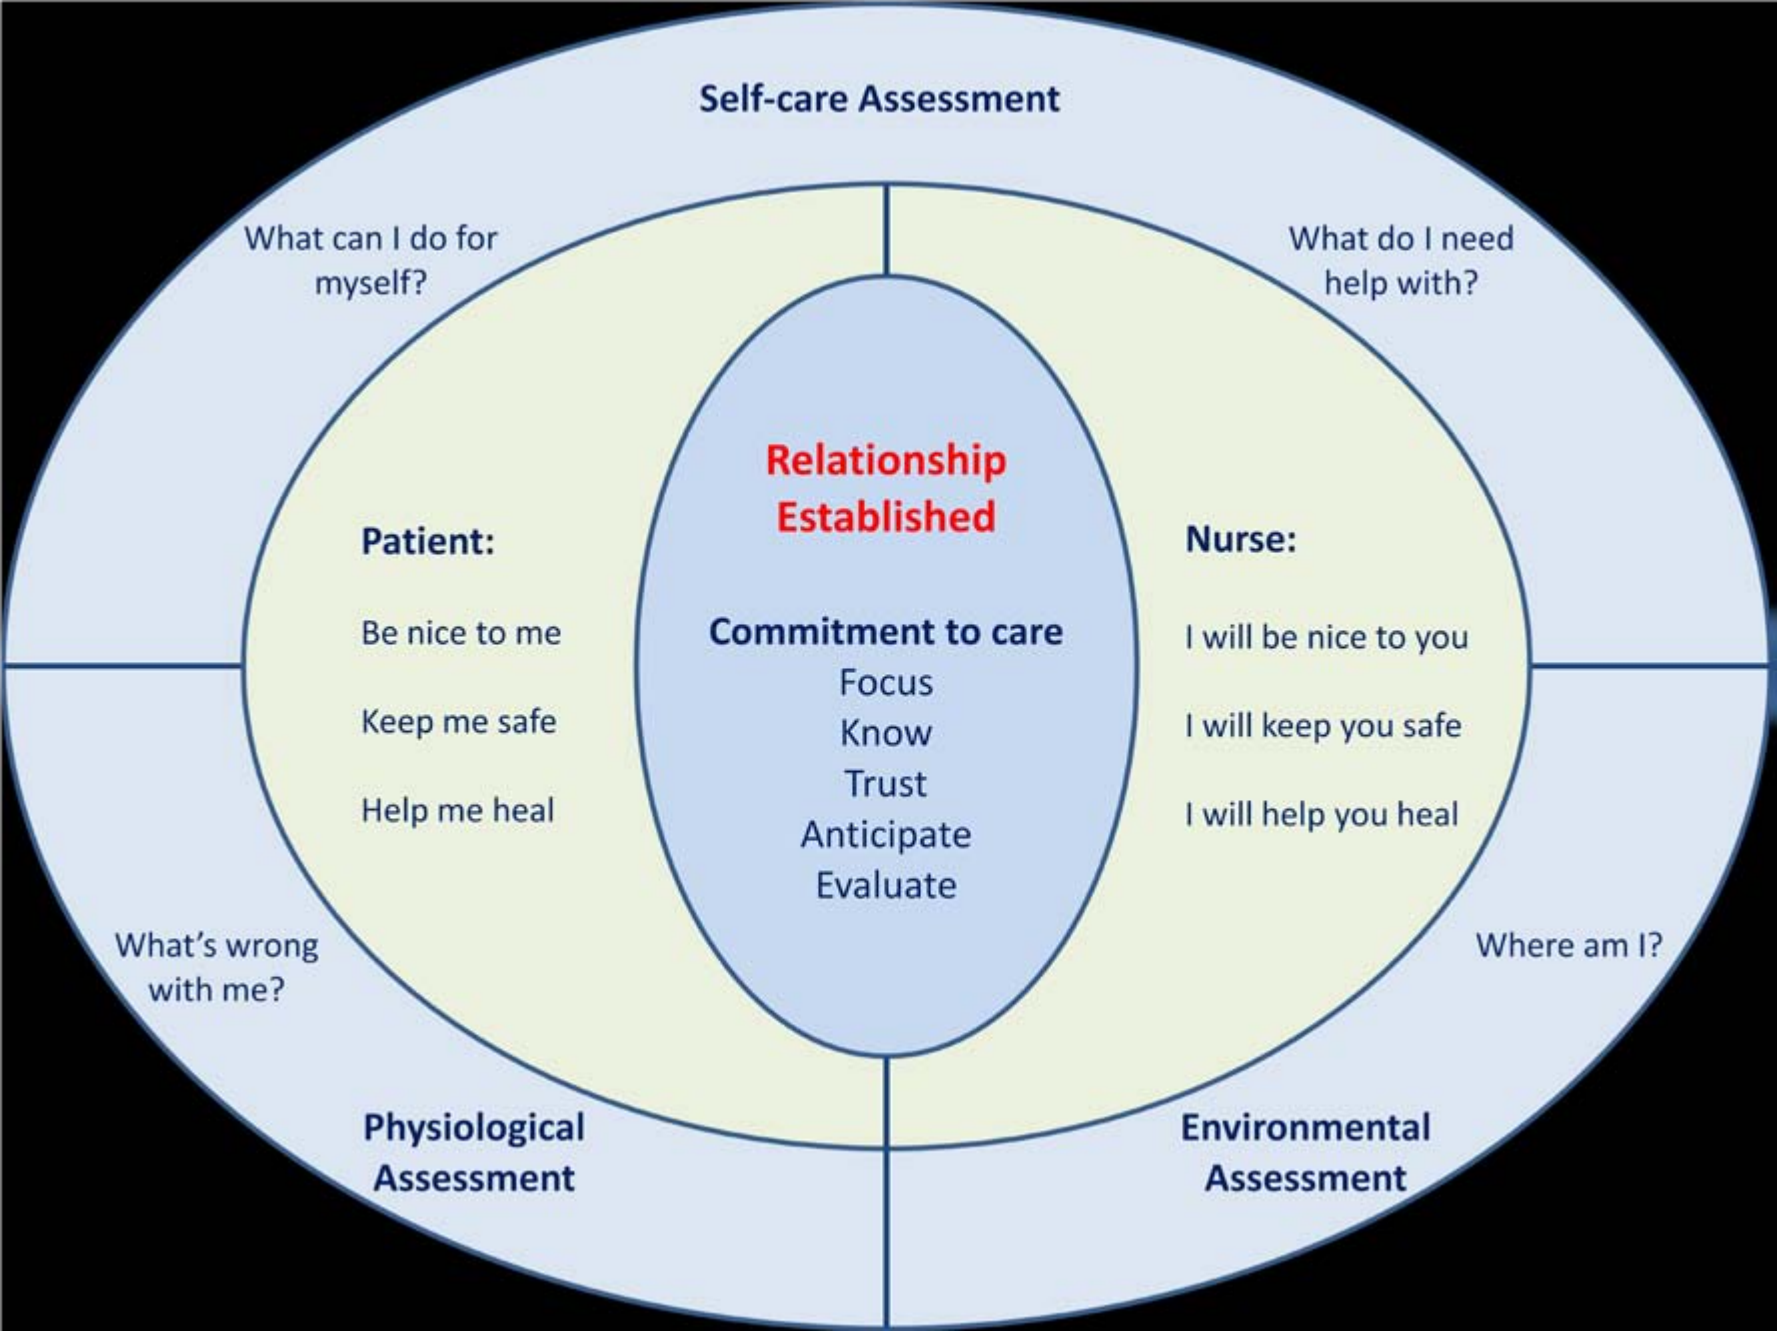 Self-care Assessment
What can I do for
myself?
What do I need
help with?
Relationship
Established
Commitment to care
Focus
Know
Trust
Anticipate
Evaluate
Patient:
Be nice to me
Keep me safe
Help me heal
Nurse:
I will be nice to you
I will keep you safe
I will help you heal
What’s wrong
with me?
Where am I?
Physiological
Assessment
Environmental
Assessment